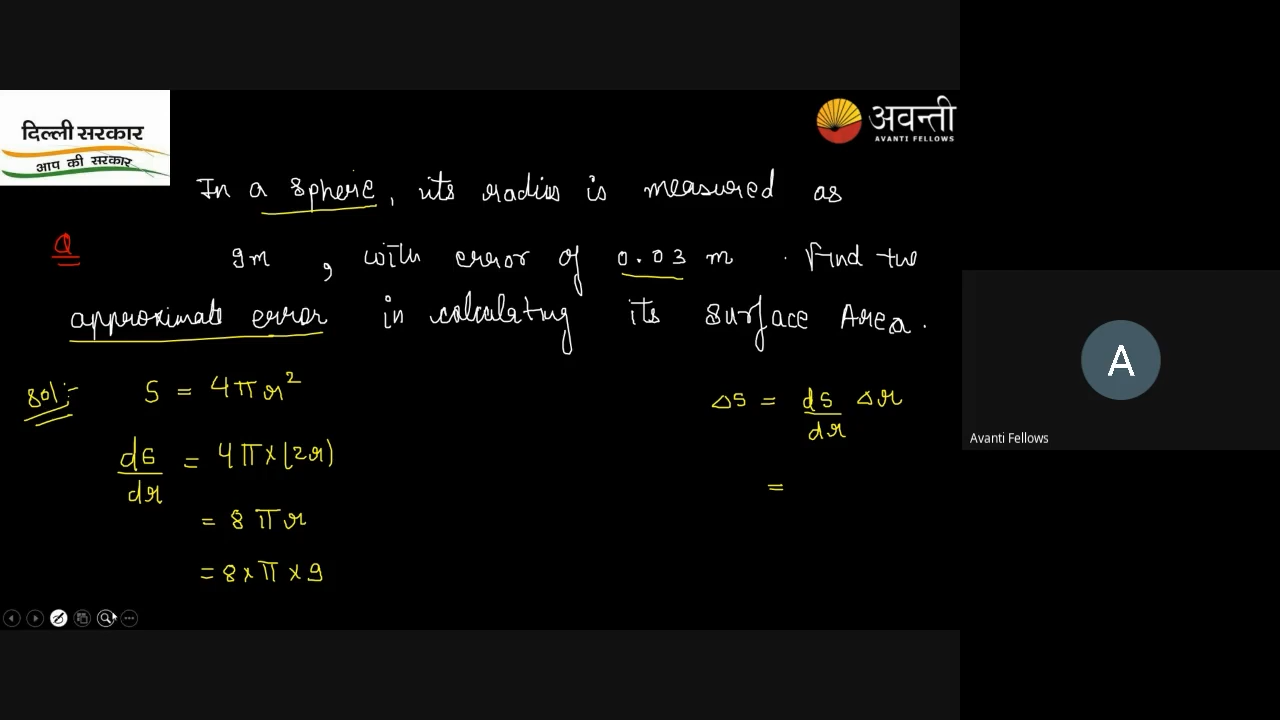 दिल्ली सरकार
आप की सरकार
अवन्ती
AVANTI FELLOWS
In a sphere, its radius is measured as
Q
9m, with error of 0.03 m. Find the
approximate error in calculating its surface Area.
Sol:-
S = 4πr²
dS/dr = 4π×(2r)
= 8πr
= 8×π×9
ΔS = dS/dr Δr
=
A
Avanti Fellows